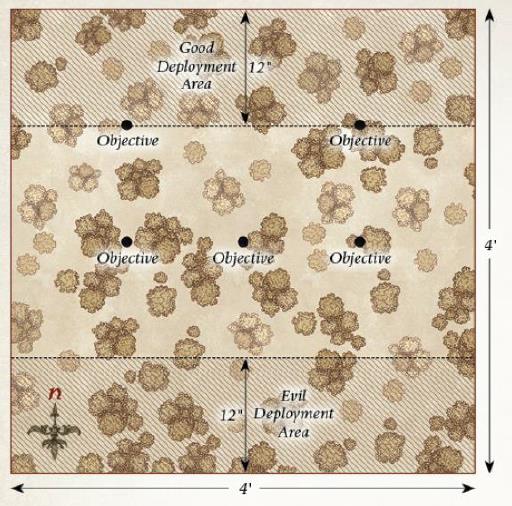 Good
Deployment
Area
12"
Objective
Objective
4'
Objective
Objective
Objective
n
12"
Evil
Deployment
Area
4'